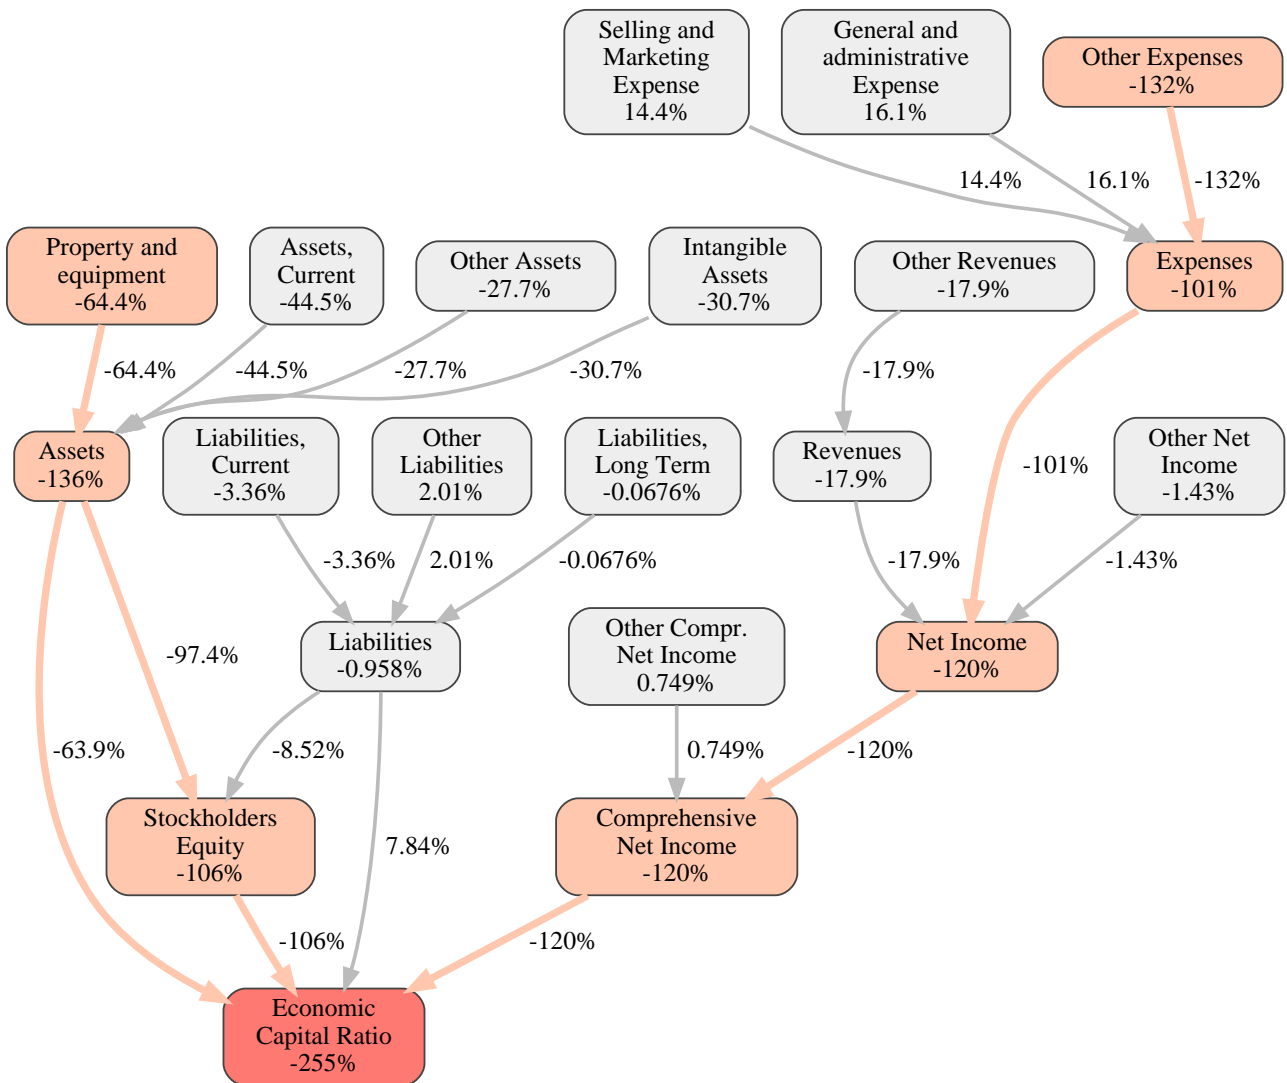 Selling and
Marketing
Expense
14.4%
General and
administrative
Expense
16.1%
Other Expenses
-132%
14.4%
16.1%
-132%
Property and
equipment
-64.4%
Assets,
Current
-44.5%
Other Assets
-27.7%
Intangible
Assets
-30.7%
Other Revenues
-17.9%
Expenses
-101%
-64.4%
-44.5%
-27.7%
-30.7%
-17.9%
Assets
-136%
Liabilities,
Current
-3.36%
Other
Liabilities
2.01%
Liabilities,
Long Term
-0.0676%
Revenues
-17.9%
-101%
Other Net
Income
-1.43%
-3.36%
2.01%
-0.0676%
-17.9%
-1.43%
-97.4%
Liabilities
-0.958%
Other Compr.
Net Income
0.749%
Net Income
-120%
-63.9%
-8.52%
0.749%
-120%
Stockholders
Equity
-106%
7.84%
Comprehensive
Net Income
-120%
-106%
-120%
Economic
Capital Ratio
-255%